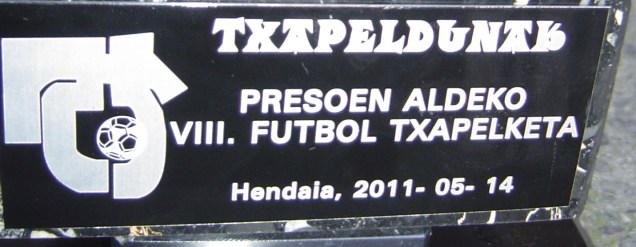 TXAPELDUNAK
PRESOEN ALDEKO
VIII. FUTBOL TXAPELKETA
Hendaia, 2011- 05- 14